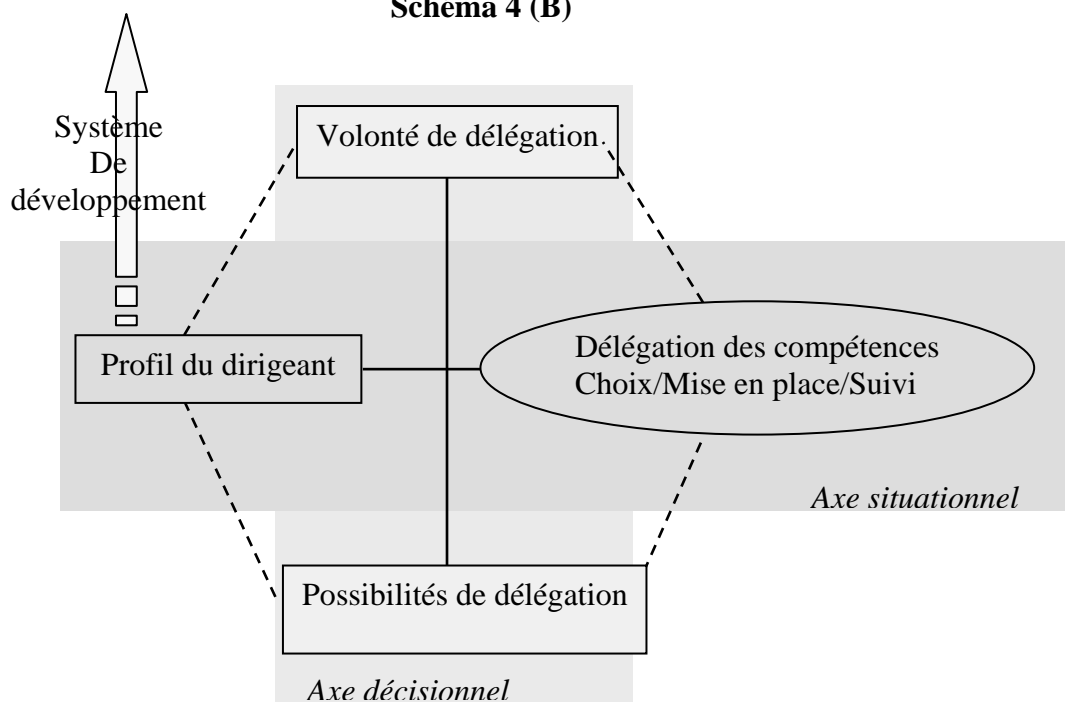 Schéma 4 (B)
Système
De
développement
Volonté de délégation.
Profil du dirigeant
Délégation des compétences
Choix/Mise en place/Suivi
Axe situationnel
Possibilités de délégation
Axe décisionnel